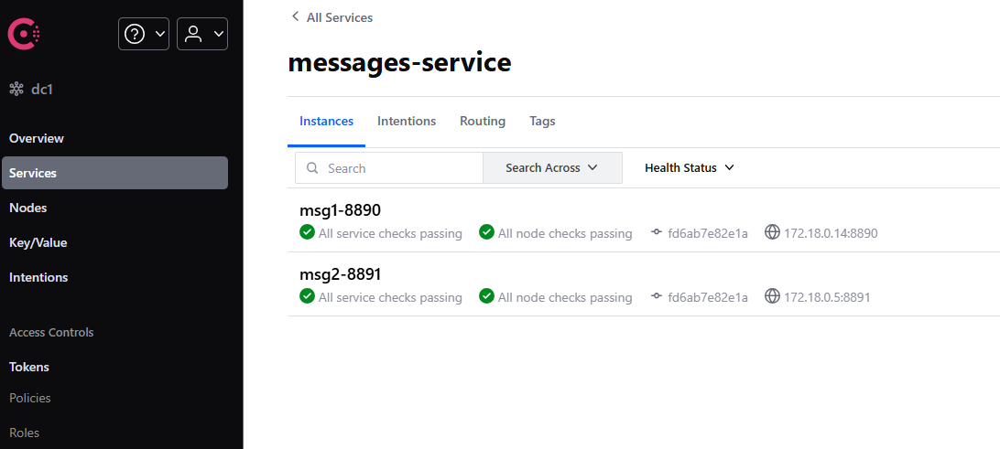 dc1
Overview
Services
Nodes
Key/Value
Intentions
Access Controls
Tokens
Policies
Roles
All Services
messages-service
Instances Intentions Routing Tags
Search Search Across Health Status
msg1-8890
All service checks passing All node checks passing fd6ab7e82e1a 172.18.0.14:8890
msg2-8891
All service checks passing All node checks passing fd6ab7e82e1a 172.18.0.5:8891